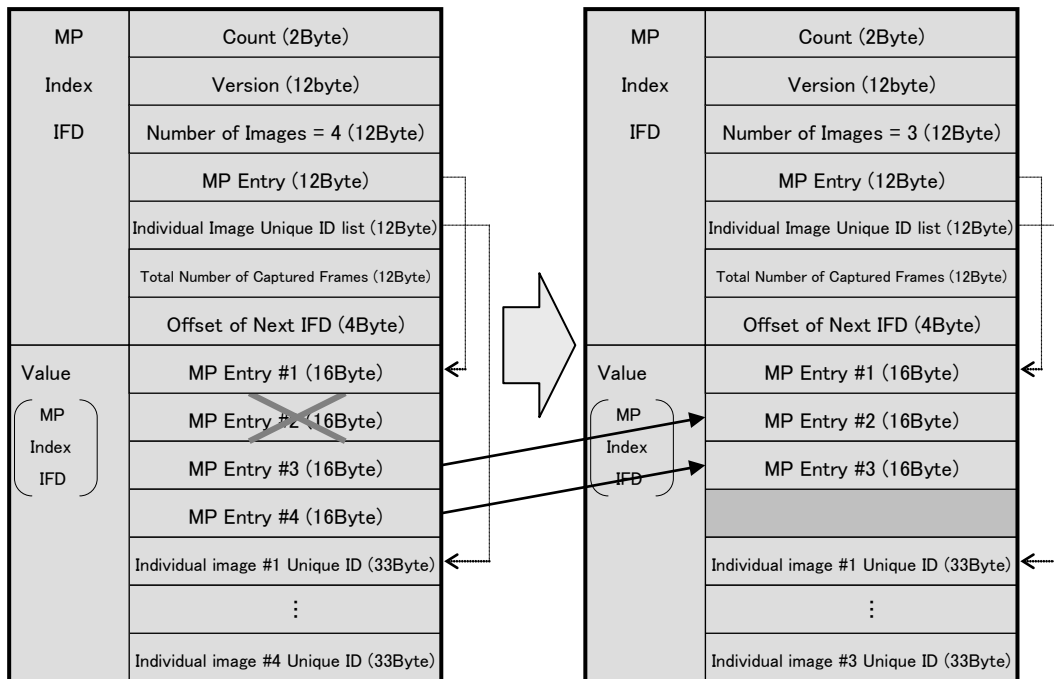 MP
Index
IFD
Count (2Byte)
Version (12byte)
Number of Images = 4 (12Byte)
MP Entry (12Byte)
Individual Image Unique ID list (12Byte)
Total Number of Captured Frames (12Byte)
Offset of Next IFD (4Byte)
Value
MP
Index
IFD
MP Entry #1 (16Byte)
MP Entry #2 (16Byte)
MP Entry #3 (16Byte)
MP Entry #4 (16Byte)
Individual image #1 Unique ID (33Byte)
⋮
Individual image #4 Unique ID (33Byte)
MP
Index
IFD
Count (2Byte)
Version (12byte)
Number of Images = 3 (12Byte)
MP Entry (12Byte)
Individual Image Unique ID list (12Byte)
Total Number of Captured Frames (12Byte)
Offset of Next IFD (4Byte)
Value
MP
Index
IFD
MP Entry #1 (16Byte)
MP Entry #2 (16Byte)
MP Entry #3 (16Byte)
Individual image #1 Unique ID (33Byte)
⋮
Individual image #3 Unique ID (33Byte)